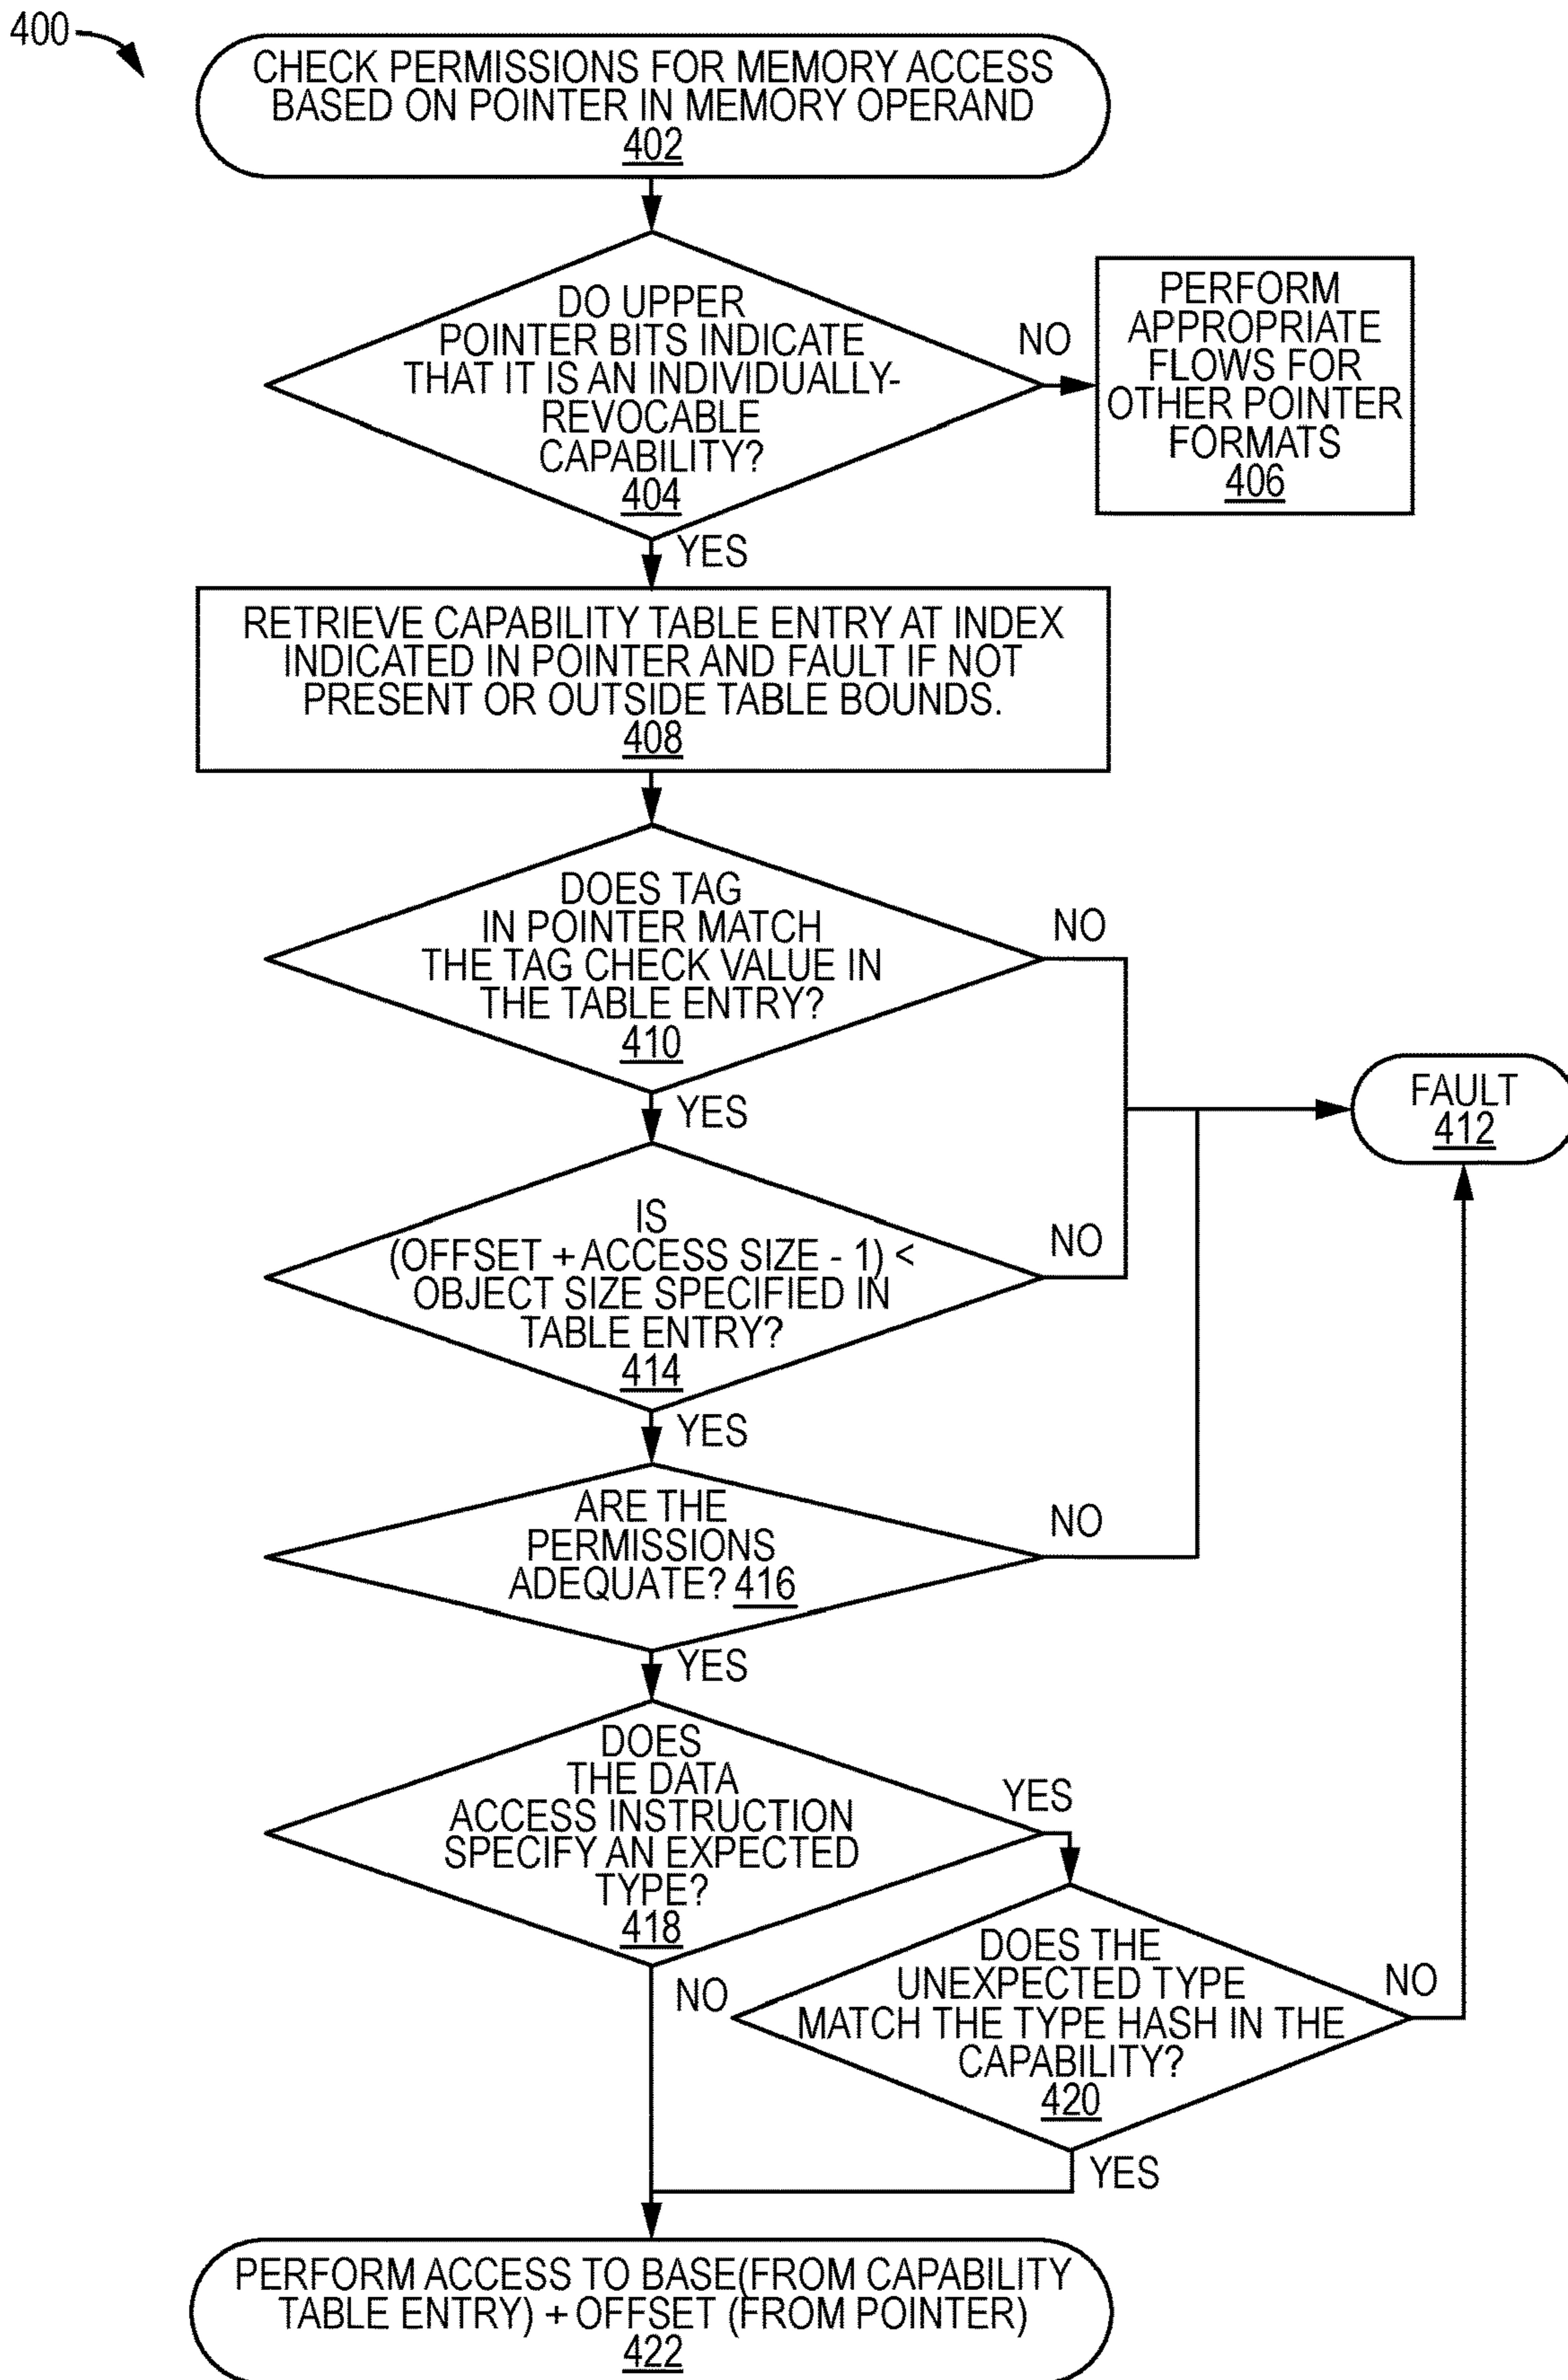 400
CHECK PERMISSIONS FOR MEMORY ACCESS
BASED ON POINTER IN MEMORY OPERAND
402
DO UPPER
POINTER BITS INDICATE
THAT IT IS AN INDIVIDUALLY-
REVOCABLE
CAPABILITY?
404
NO
PERFORM
APPROPRIATE
FLOWS FOR
OTHER POINTER
FORMATS
406
YES
RETRIEVE CAPABILITY TABLE ENTRY AT INDEX
INDICATED IN POINTER AND FAULT IF NOT
PRESENT OR OUTSIDE TABLE BOUNDS.
408
DOES TAG
IN POINTER MATCH
THE TAG CHECK VALUE IN
THE TABLE ENTRY?
410
NO
YES
FAULT
412
IS
(OFFSET + ACCESS SIZE - 1) <
OBJECT SIZE SPECIFIED IN
TABLE ENTRY?
414
NO
YES
ARE THE
PERMISSIONS
ADEQUATE? 416
NO
YES
DOES
THE DATA
ACCESS INSTRUCTION
SPECIFY AN EXPECTED
TYPE?
418
YES
NO
DOES THE
UNEXPECTED TYPE
MATCH THE TYPE HASH IN THE
CAPABILITY?
420
NO
YES
PERFORM ACCESS TO BASE(FROM CAPABILITY
TABLE ENTRY) + OFFSET (FROM POINTER)
422